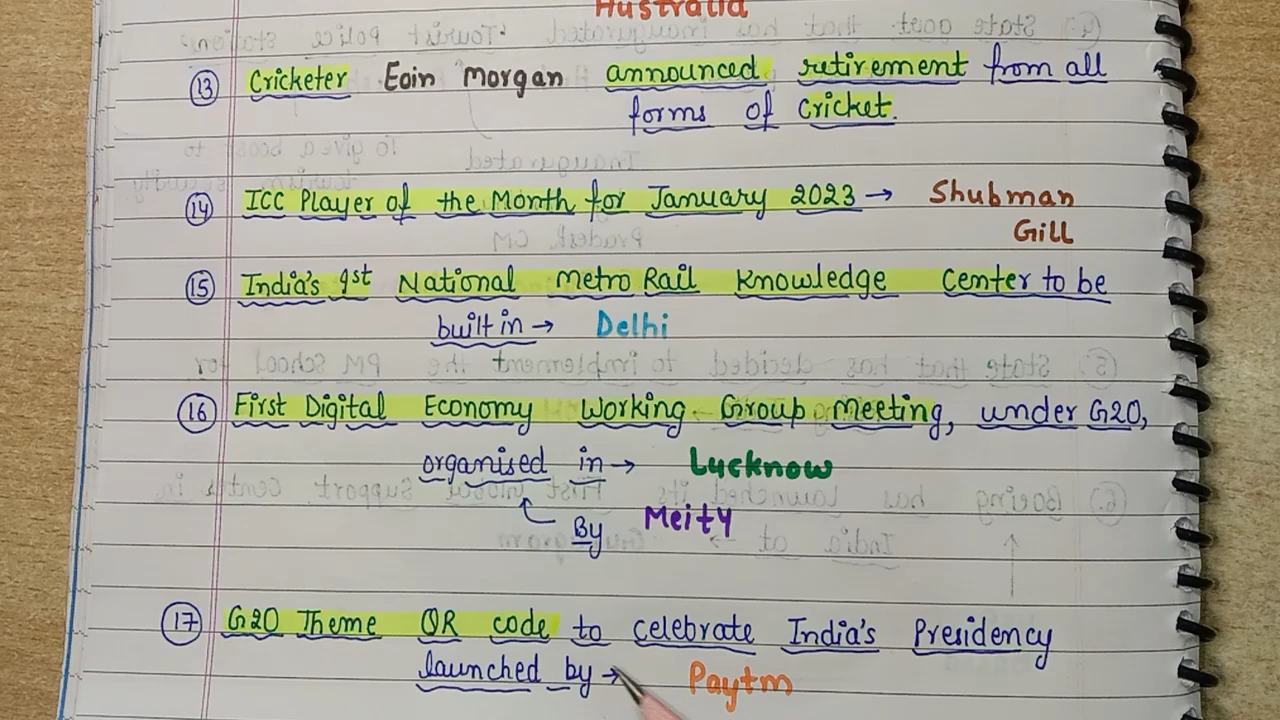 Australia
13 Cricketer Eoin Morgan announced retirement from all
forms of cricket.
14 ICC Player of the Month for January 2023 → Shubman
Gill
15 India's 1st National Metro Rail Knowledge Center to be
built in → Delhi
16 First Digital Economy Working Group Meeting, under G20,
organised in → Lucknow
By Meity
17 G20 Theme QR code to celebrate India's Presidency
launched by → Paytm